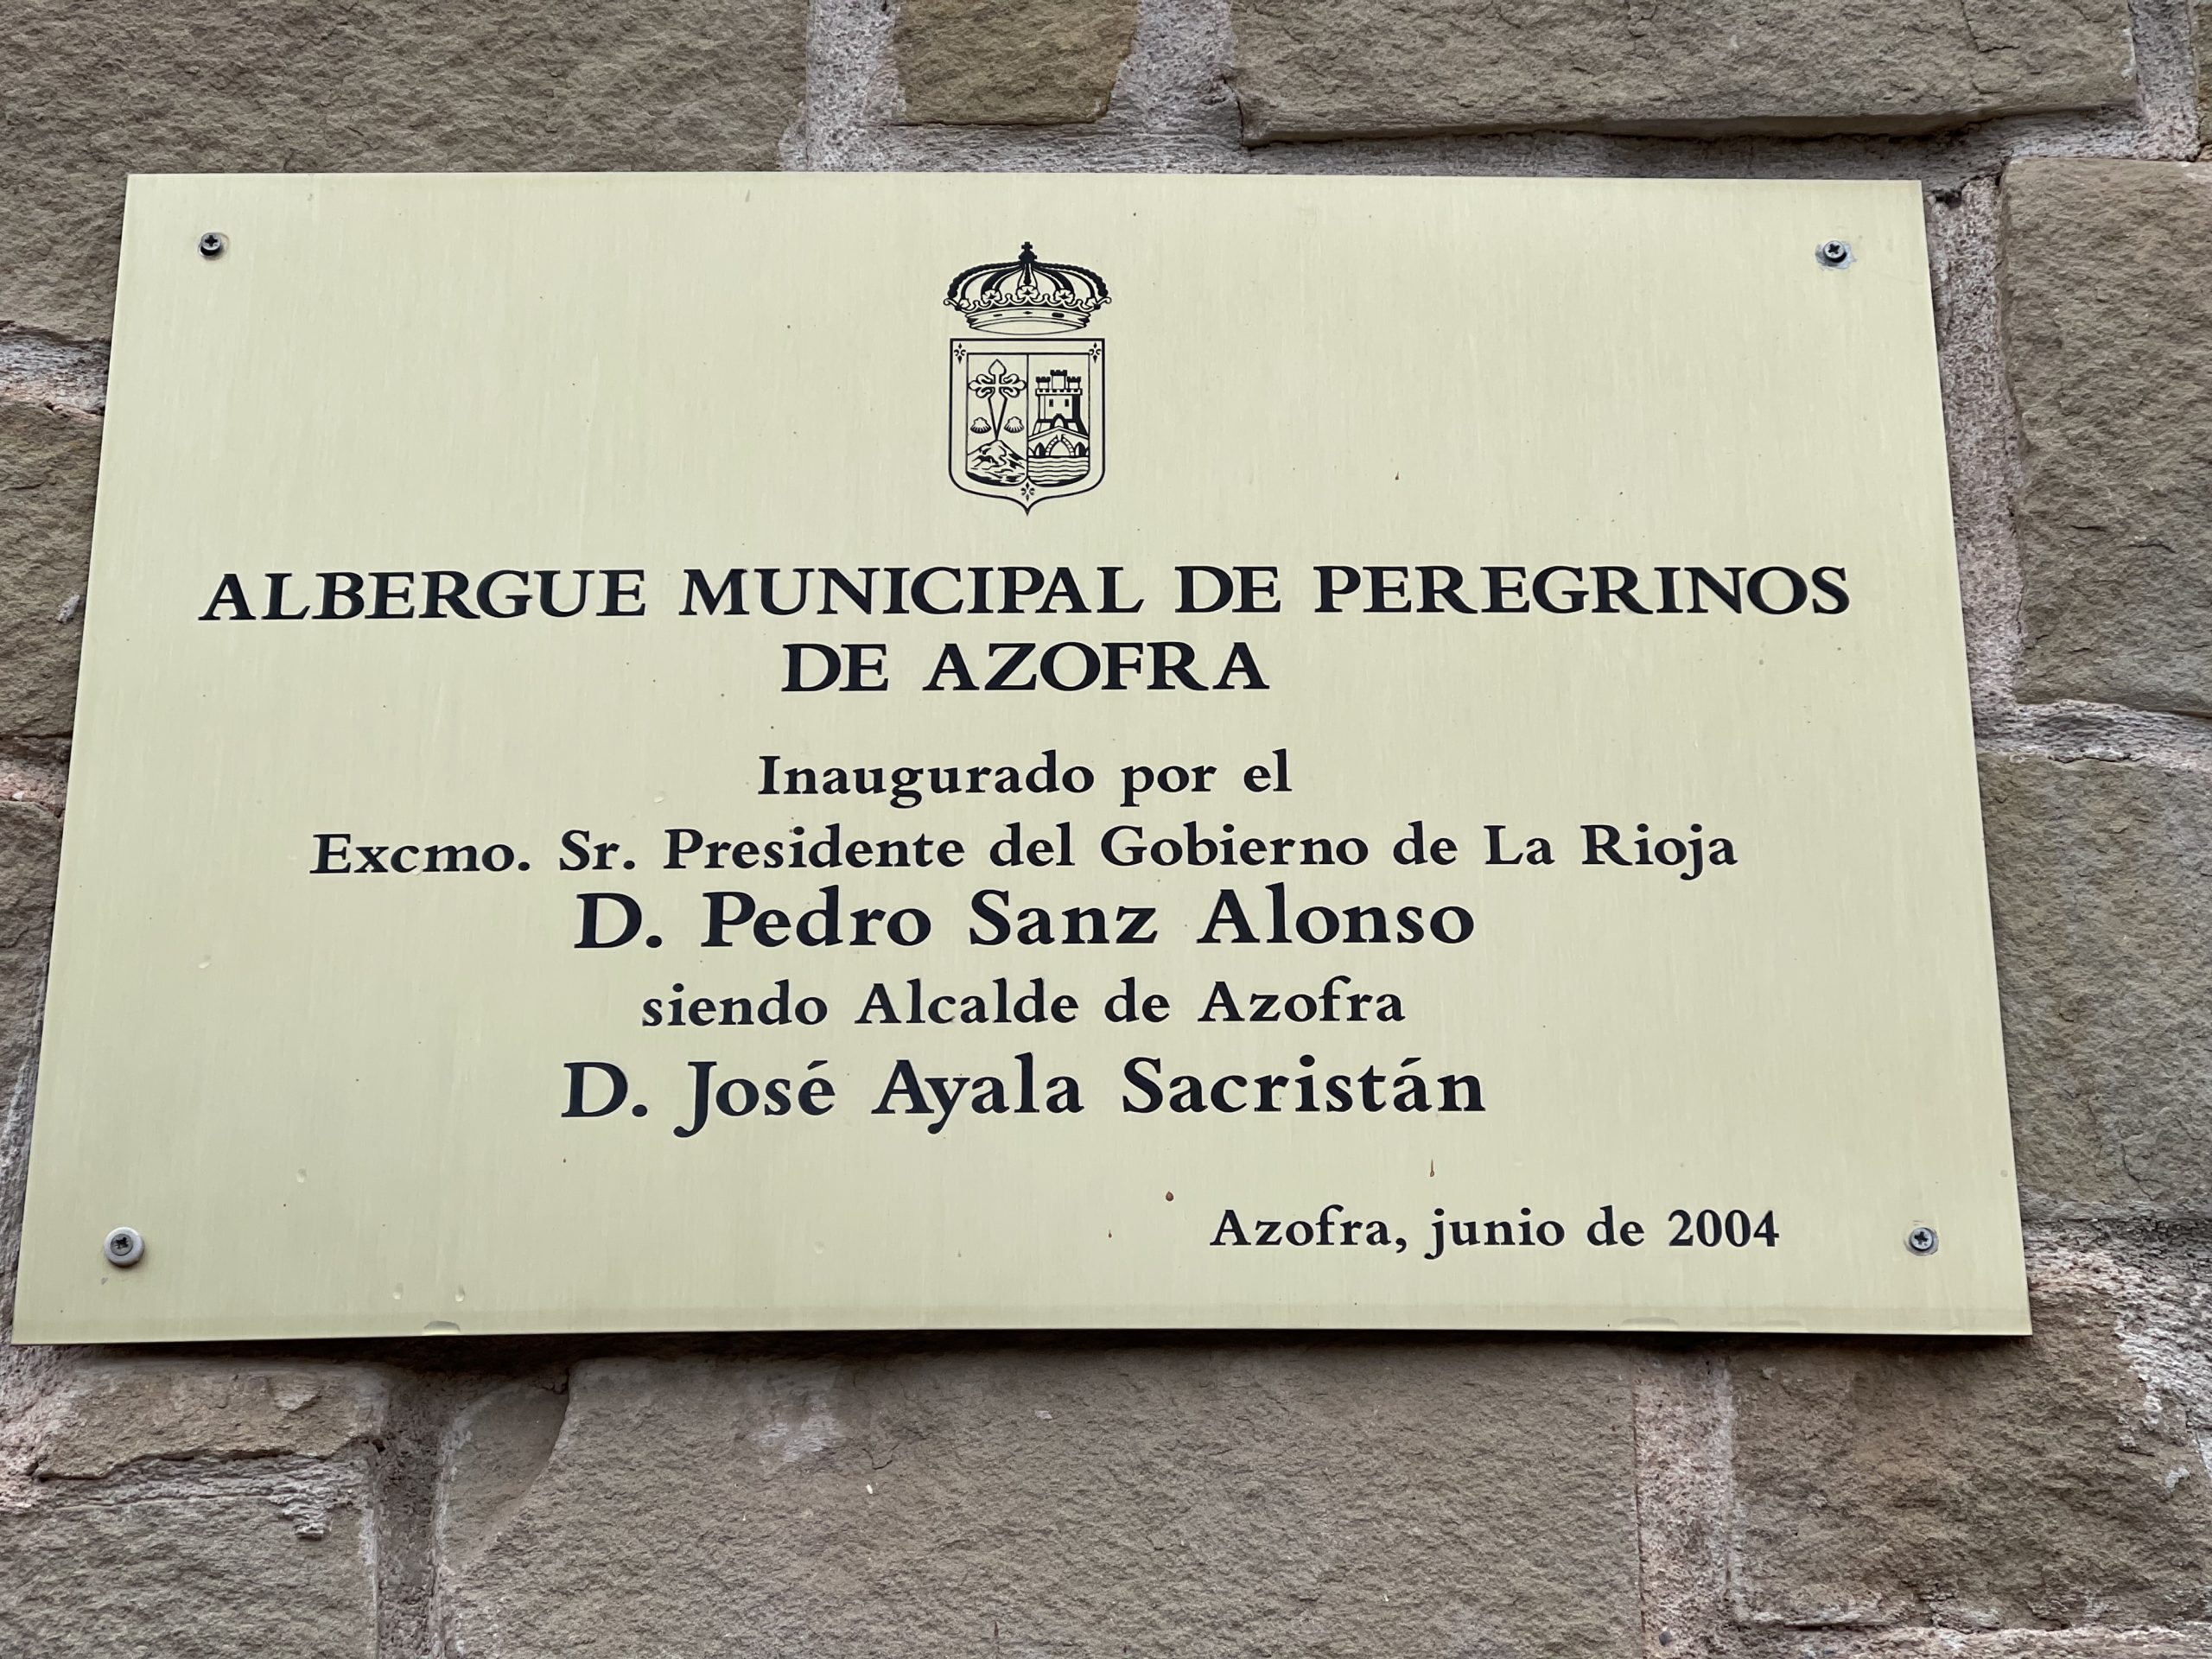 ALBERGUE MUNICIPAL DE PEREGRINOS
DE AZOFRA
Inaugurado por el
Excmo. Sr. Presidente del Gobierno de La Rioja
D. Pedro Sanz Alonso
siendo Alcalde de Azofra
D. José Ayala Sacristán
Azofra, junio de 2004